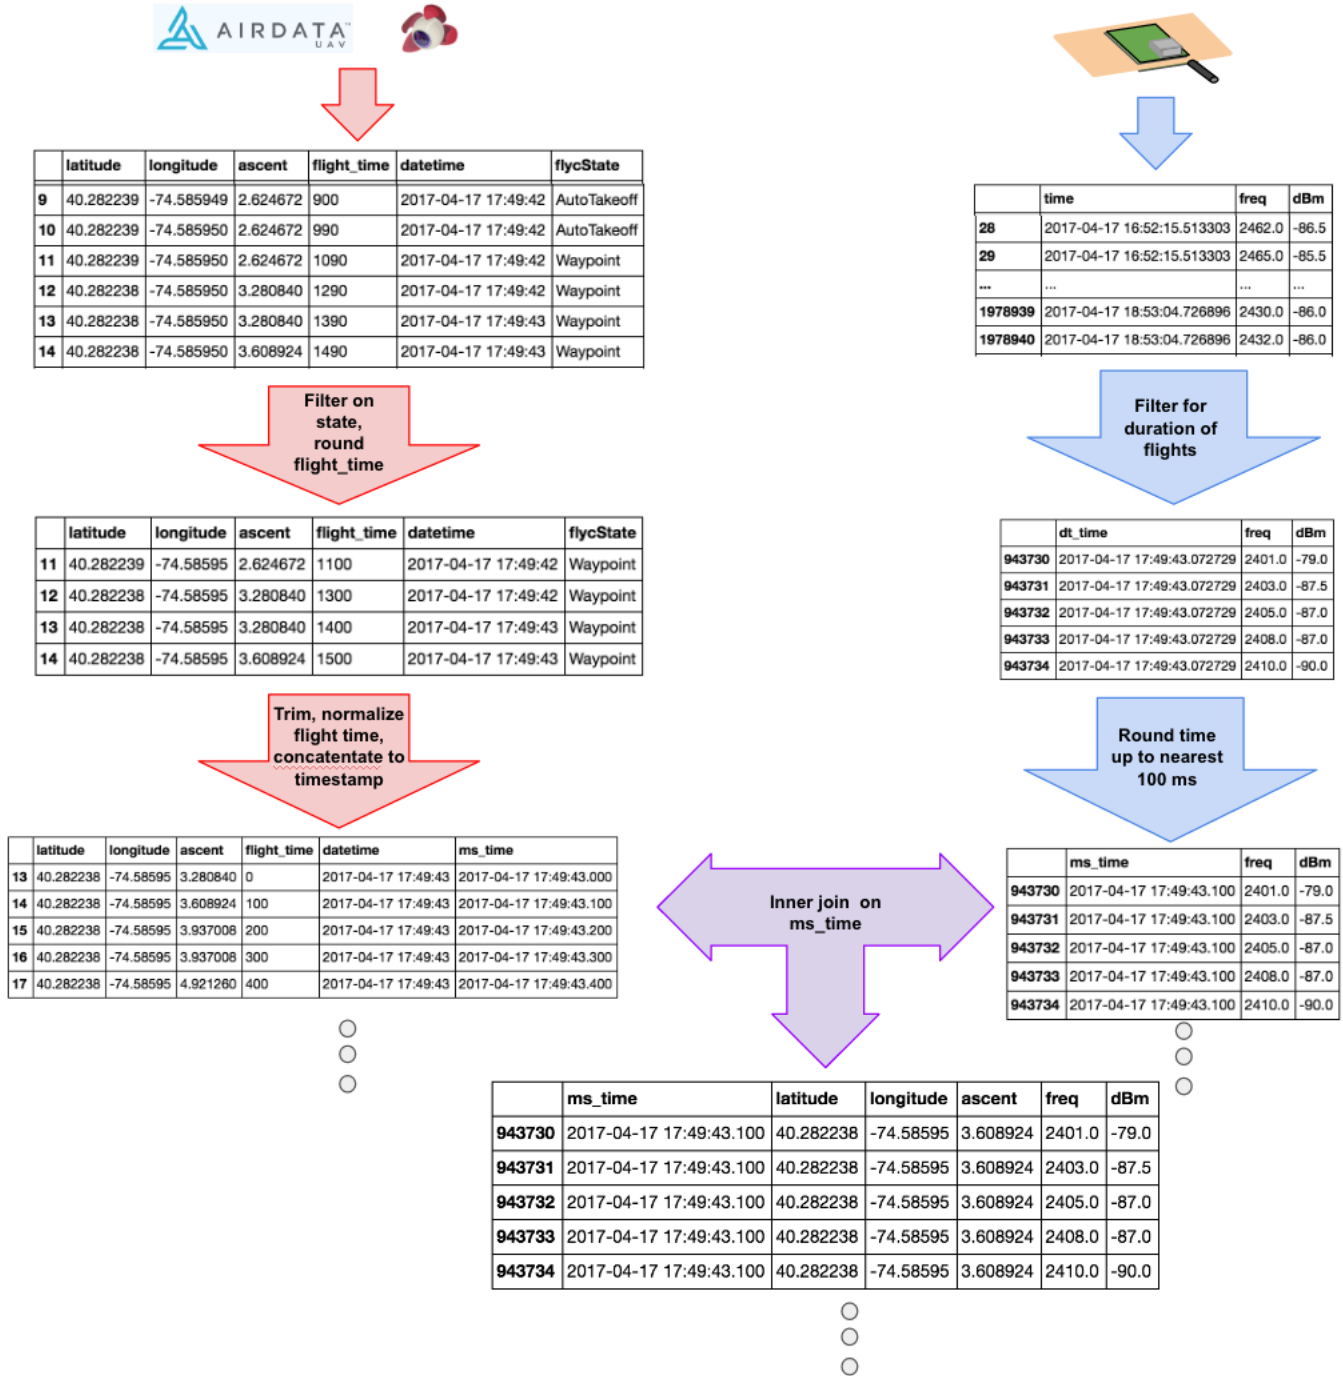 AIRDATA
UAV
latitude longitude ascent flight_time datetime flycState
9 40.282239 -74.585949 2.624672 900 2017-04-17 17:49:42 AutoTakeoff
10 40.282239 -74.585950 2.624672 990 2017-04-17 17:49:42 AutoTakeoff
11 40.282239 -74.585950 2.624672 1090 2017-04-17 17:49:42 Waypoint
12 40.282238 -74.585950 3.280840 1290 2017-04-17 17:49:42 Waypoint
13 40.282238 -74.585950 3.280840 1390 2017-04-17 17:49:43 Waypoint
14 40.282238 -74.585950 3.608924 1490 2017-04-17 17:49:43 Waypoint
Filter on
state,
round
flight_time
latitude longitude ascent flight_time datetime flycState
11 40.282239 -74.58595 2.624672 1100 2017-04-17 17:49:42 Waypoint
12 40.282238 -74.58595 3.280840 1300 2017-04-17 17:49:42 Waypoint
13 40.282238 -74.58595 3.280840 1400 2017-04-17 17:49:43 Waypoint
14 40.282238 -74.58595 3.608924 1500 2017-04-17 17:49:43 Waypoint
Trim, normalize
flight time,
concatentate to
timestamp
latitude longitude ascent flight_time datetime ms_time
13 40.282238 -74.58595 3.280840 0 2017-04-17 17:49:43 2017-04-17 17:49:43.000
14 40.282238 -74.58595 3.608924 100 2017-04-17 17:49:43 2017-04-17 17:49:43.100
15 40.282238 -74.58595 3.937008 200 2017-04-17 17:49:43 2017-04-17 17:49:43.200
16 40.282238 -74.58595 3.937008 300 2017-04-17 17:49:43 2017-04-17 17:49:43.300
17 40.282238 -74.58595 4.921260 400 2017-04-17 17:49:43 2017-04-17 17:49:43.400
time freq dBm
28 2017-04-17 16:52:15.513303 2462.0 -86.5
29 2017-04-17 16:52:15.513303 2465.0 -85.5
... ... ... ...
1978939 2017-04-17 18:53:04.726896 2430.0 -86.0
1978940 2017-04-17 18:53:04.726896 2432.0 -86.0
Filter for
duration of
flights
dt_time freq dBm
943730 2017-04-17 17:49:43.072729 2401.0 -79.0
943731 2017-04-17 17:49:43.072729 2403.0 -87.5
943732 2017-04-17 17:49:43.072729 2405.0 -87.0
943733 2017-04-17 17:49:43.072729 2408.0 -87.0
943734 2017-04-17 17:49:43.072729 2410.0 -90.0
Round time
up to nearest
100 ms
ms_time freq dBm
943730 2017-04-17 17:49:43.100 2401.0 -79.0
943731 2017-04-17 17:49:43.100 2403.0 -87.5
943732 2017-04-17 17:49:43.100 2405.0 -87.0
943733 2017-04-17 17:49:43.100 2408.0 -87.0
943734 2017-04-17 17:49:43.100 2410.0 -90.0
Inner join on
ms_time
ms_time latitude longitude ascent freq dBm
943730 2017-04-17 17:49:43.100 40.282238 -74.58595 3.608924 2401.0 -79.0
943731 2017-04-17 17:49:43.100 40.282238 -74.58595 3.608924 2403.0 -87.5
943732 2017-04-17 17:49:43.100 40.282238 -74.58595 3.608924 2405.0 -87.0
943733 2017-04-17 17:49:43.100 40.282238 -74.58595 3.608924 2408.0 -87.0
943734 2017-04-17 17:49:43.100 40.282238 -74.58595 3.608924 2410.0 -90.0